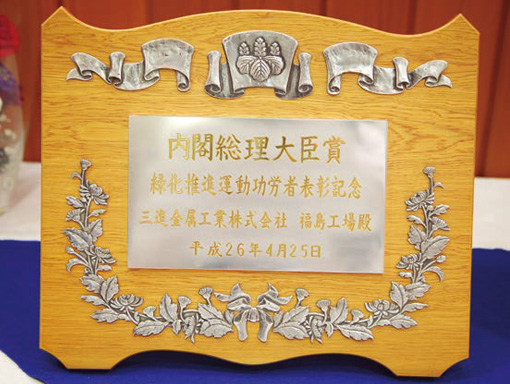 内閣総理大臣賞
緑化推進運動功労者表彰記念
三進金属工業株式会社 福島工場殿
平成26年4月25日